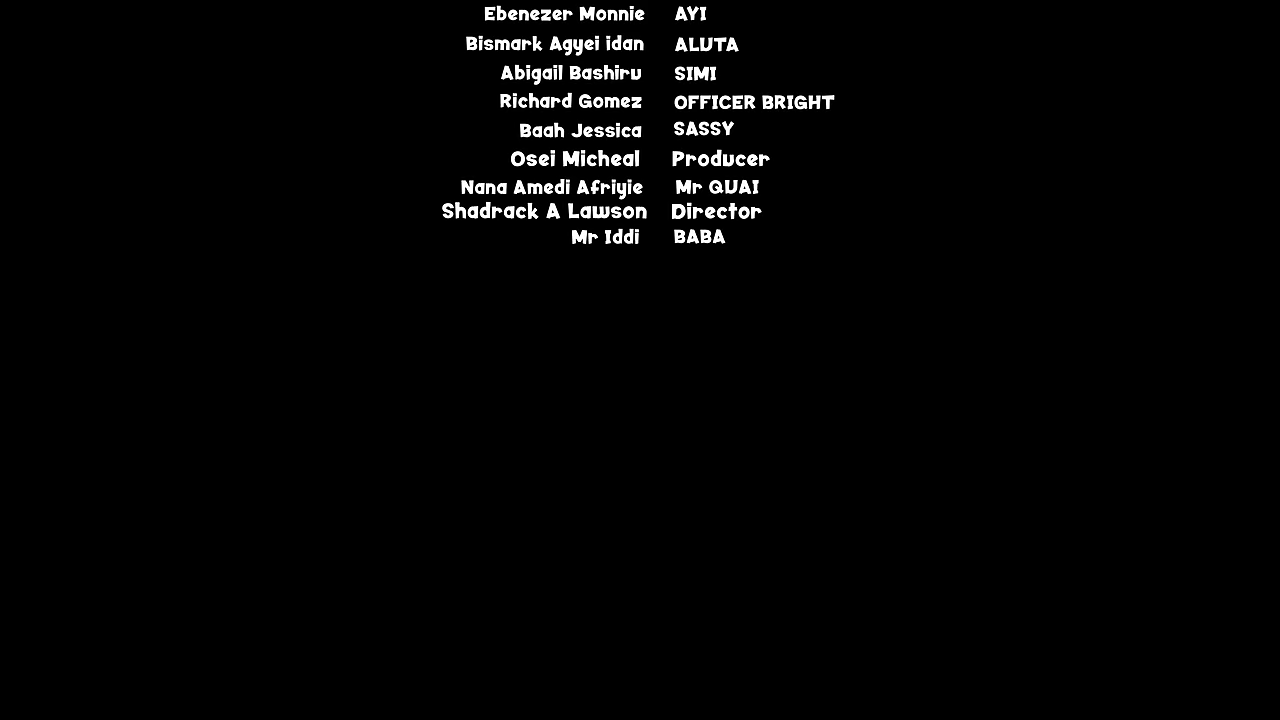 Ebenezer Monnie AYI
Bismark Agyei idan ALUTA
Abigail Bashiru SIMI
Richard Gomez OFFICER BRIGHT
Baah Jessica SASSY
Osei Micheal Producer
Nana Amedi Afriyie Mr QUAI
Shadrack A Lawson Director
Mr Iddi BABA